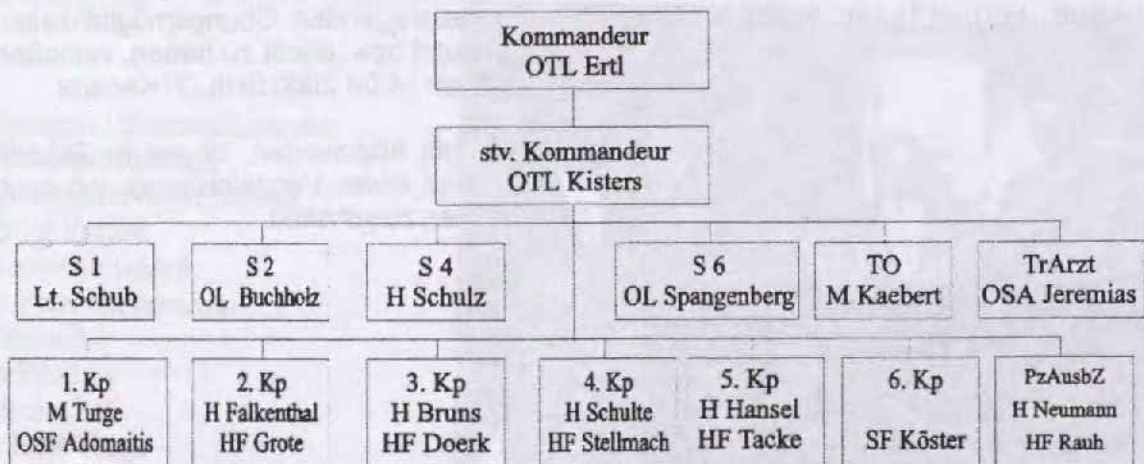 Kommandeur
OTL Ertl
stv. Kommandeur
OTL Kisters
S 1
Lt. Schub
S 2
OL Buchholz
S 4
H Schulz
S 6
OL Spangenberg
TO
M Kaebert
TrArzt
OSA Jeremias
1. Kp
M Turge
OSF Adomaitis
2. Kp
H Falkenthal
HF Grote
3. Kp
H Bruns
HF Doerk
4. Kp
H Schulte
HF Stellmach
5. Kp
H Hansel
HF Tacke
6. Kp
SF Köster
PzAusbZ
H Neumann
HF Rauh